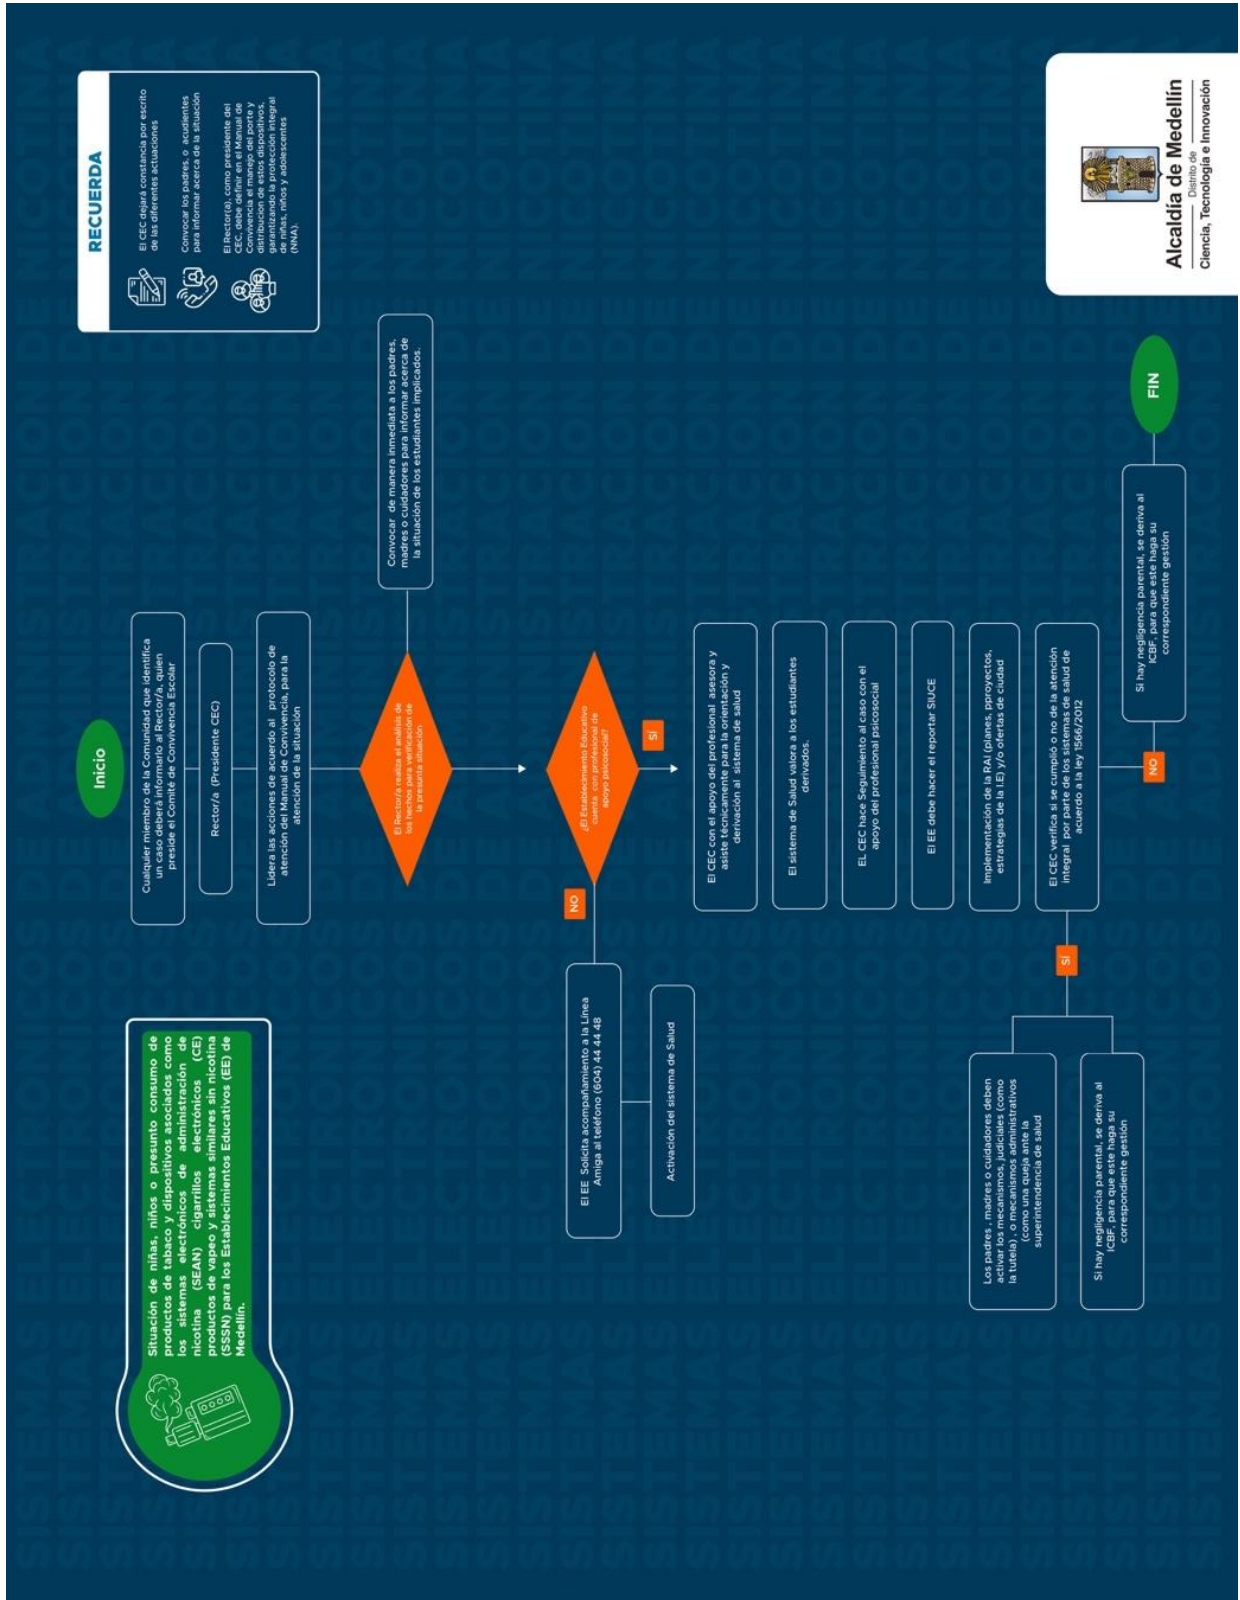 Situación de niñas, niños o presunto consumo de
productos de tabaco y dispositivos asociados como
los sistemas electrónicos de administración de
nicotina (SEAN) cigarrillos electrónicos (CE)
productos de vapeo y sistemas similares sin nicotina
(SSSN) para los Establecimientos Educativos (EE) de
Medellín.
Inicio
Cualquier miembro de la Comunidad que identifica
un caso deberá informarlo al Rector/a, quien
preside el Comité de Convivencia Escolar
Rector/a (Presidente CEC)
Lidera las acciones de acuerdo al protocolo de
atención del Manual de Convivencia, para la
atención de la situación
RECUERDA
El CEC dejará constancia por escrito
de las diferentes actuaciones
Convocar los padres, o acudientes
para informar acerca de la situación
El Rector(a), como presidente del
CEC, debe definir en el Manual de
Convivencia el manejo del porte y
distribucion de estos dispositivos,
garantizando la protección integral
de niñas, niños y adolescentes
(NNA).
El Rector/a realiza el análisis de
los hechos para verificación de
la presunta situación
Convocar de manera inmediata a los padres,
madres o cuidadores para informar acerca de
la situación de los estudiantes implicados.
¿El Establecimiento Educativo
cuenta con profesional de
apoyo psicosocial?
NO
El EE Solicita acompañamiento a la Línea
Amiga al teléfono (604) 44 44 48
Activación del sistema de Salud
SÍ
El CEC con el apoyo del profesional asesora y
asiste técnicamente para la orientación y
derivación al sistema de salud
El sistema de Salud valora a los estudiantes
derivados.
EL CEC hace Seguimiento al caso con el
apoyo del profesional psicosocial
El EE debe hacer el reportar SIUCE
Implementación de la RAI (planes, pproyectos,
estrategias de la I.E) y/o ofertas de ciudad
El CEC verifica si se cumplió o no de la atención
integral por parte de los sistemas de salud de
acuerdo a la ley 1566/2012
SÍ
Los padres , madres o cuidadores deben
activar los mecanismos, judiciales (como
la tutela) , o mecanismos administrativos
(como una queja ante la
superintendencia de salud
Si hay negligencia parental, se deriva al
ICBF, para que este haga su
correspondiente gestión
NO
Si hay negligencia parental, se deriva al
ICBF, para que este haga su
correspondiente gestión
FIN
Alcaldía de Medellín
Distrito de
Ciencia, Tecnología e Innovación
SISTEMAS ELECTRONICOS DE ADMINISTRACION DE NICOTINA